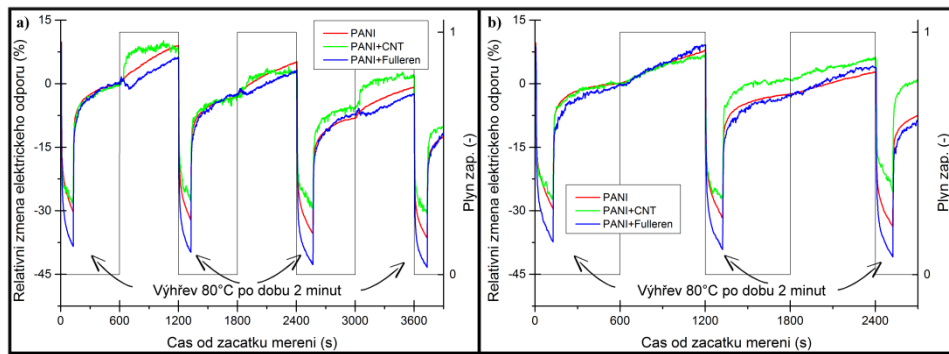 a)
Relativni zmena elektrickeho odporu (%)
15
0
-15
-30
-45
PANI
PANI+CNT
PANI+Fulleren
Výhřev 80°C po dobu 2 minut
0 600 1200 1800 2400 3000 3600
Cas od zacatku mereni (s)
1
0
Plyn zap. (-)
b)
Relativni zmena elektrickeho odporu (%)
15
0
-15
-30
-45
PANI
PANI+CNT
PANI+Fulleren
Výhřev 80°C po dobu 2 minut
0 600 1200 1800 2400
Cas od zacatku mereni (s)
1
0
Plyn zap. (-)